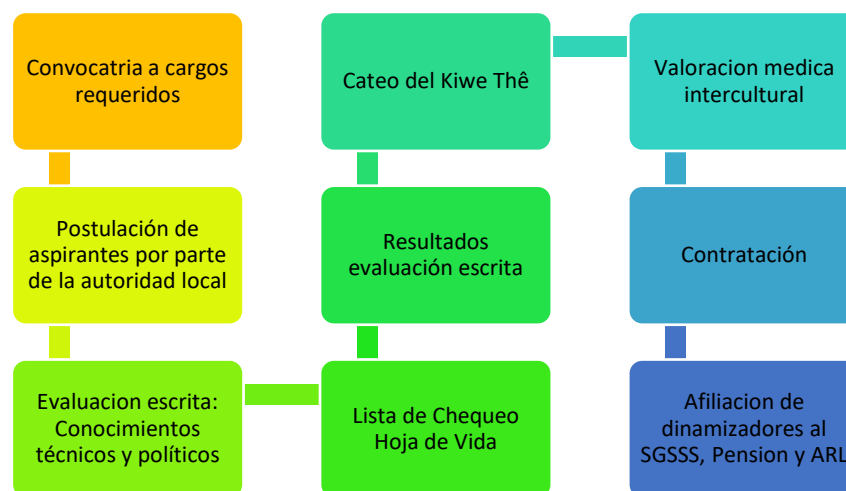 Convocatria a cargos
requeridos
Postulación de
aspirantes por parte
de la autoridad local
Evaluacion escrita:
Conocimientos
técnicos y políticos
Lista de Chequeo
Hoja de Vida
Resultados
evaluación escrita
Cateo del Kiwe Thê
Valoracion medica
intercultural
Contratación
Afiliacion de
dinamizadores al
SGSSS, Pension y ARL